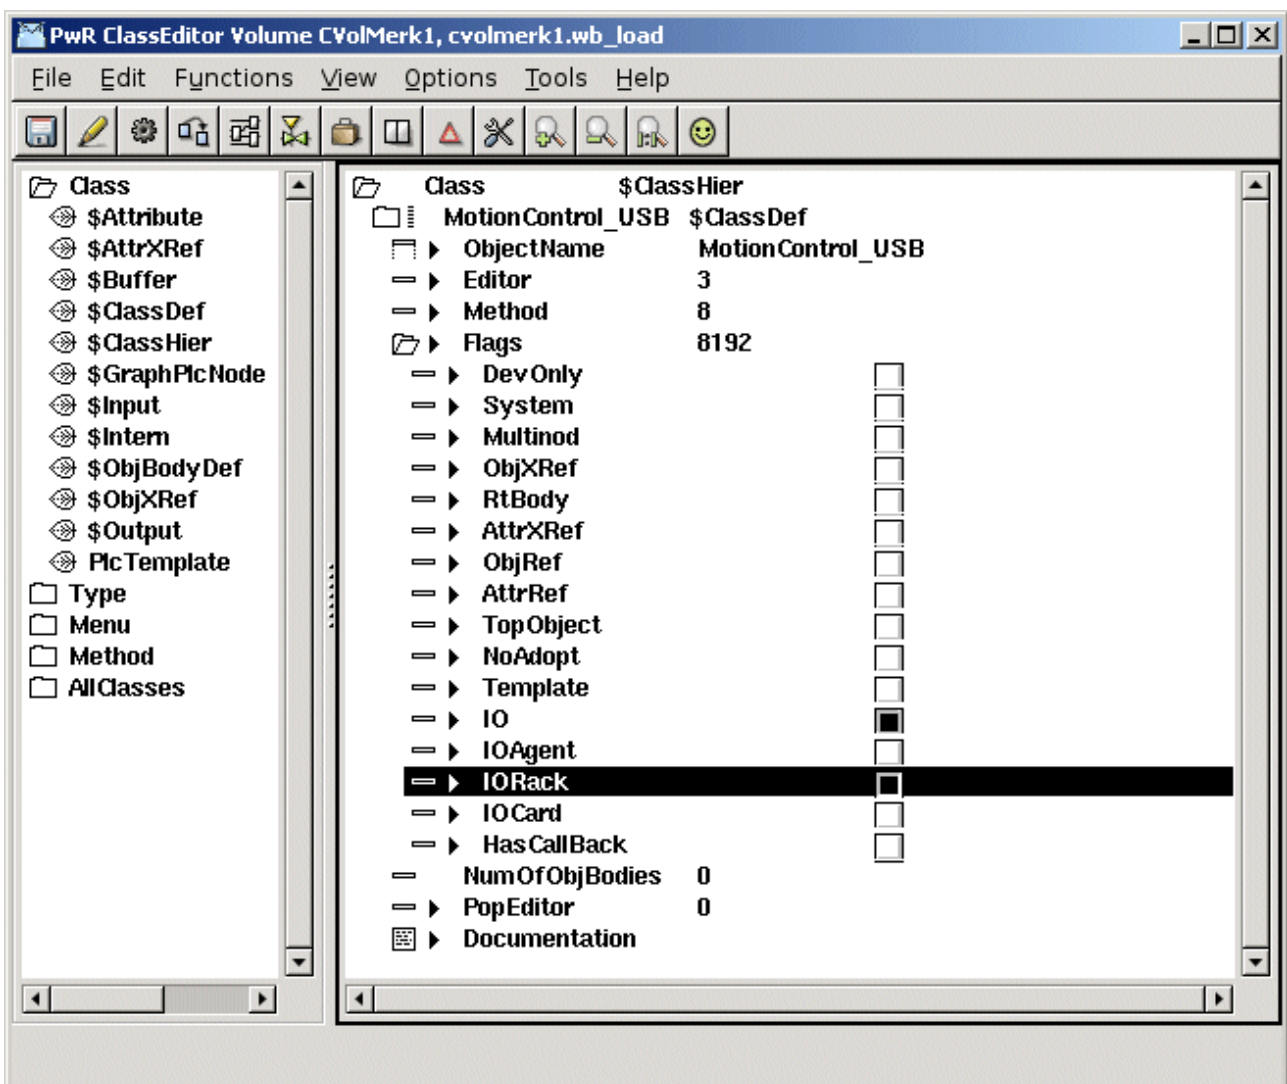 PwR ClassEditor Volume CVolMerk1, cvolmerk1.wb_load
File Edit Functions View Options Tools Help
Class
$Attribute
$AttrXRef
$Buffer
$ClassDef
$ClassHier
$GraphPlcNode
$Input
$Intern
$ObjBodyDef
$ObjXRef
$Output
PlcTemplate
Type
Menu
Method
AllClasses
Class $ClassHier
MotionControl_USB $ClassDef
ObjectName MotionControl_USB
Editor 3
Method 8
Flags 8192
DevOnly
System
Multinod
ObjXRef
RtBody
AttrXRef
ObjRef
AttrRef
TopObject
NoAdopt
Template
IO
IOAgent
IORack
IOCard
HasCallBack
NumOfObjBodies 0
PopEditor 0
Documentation